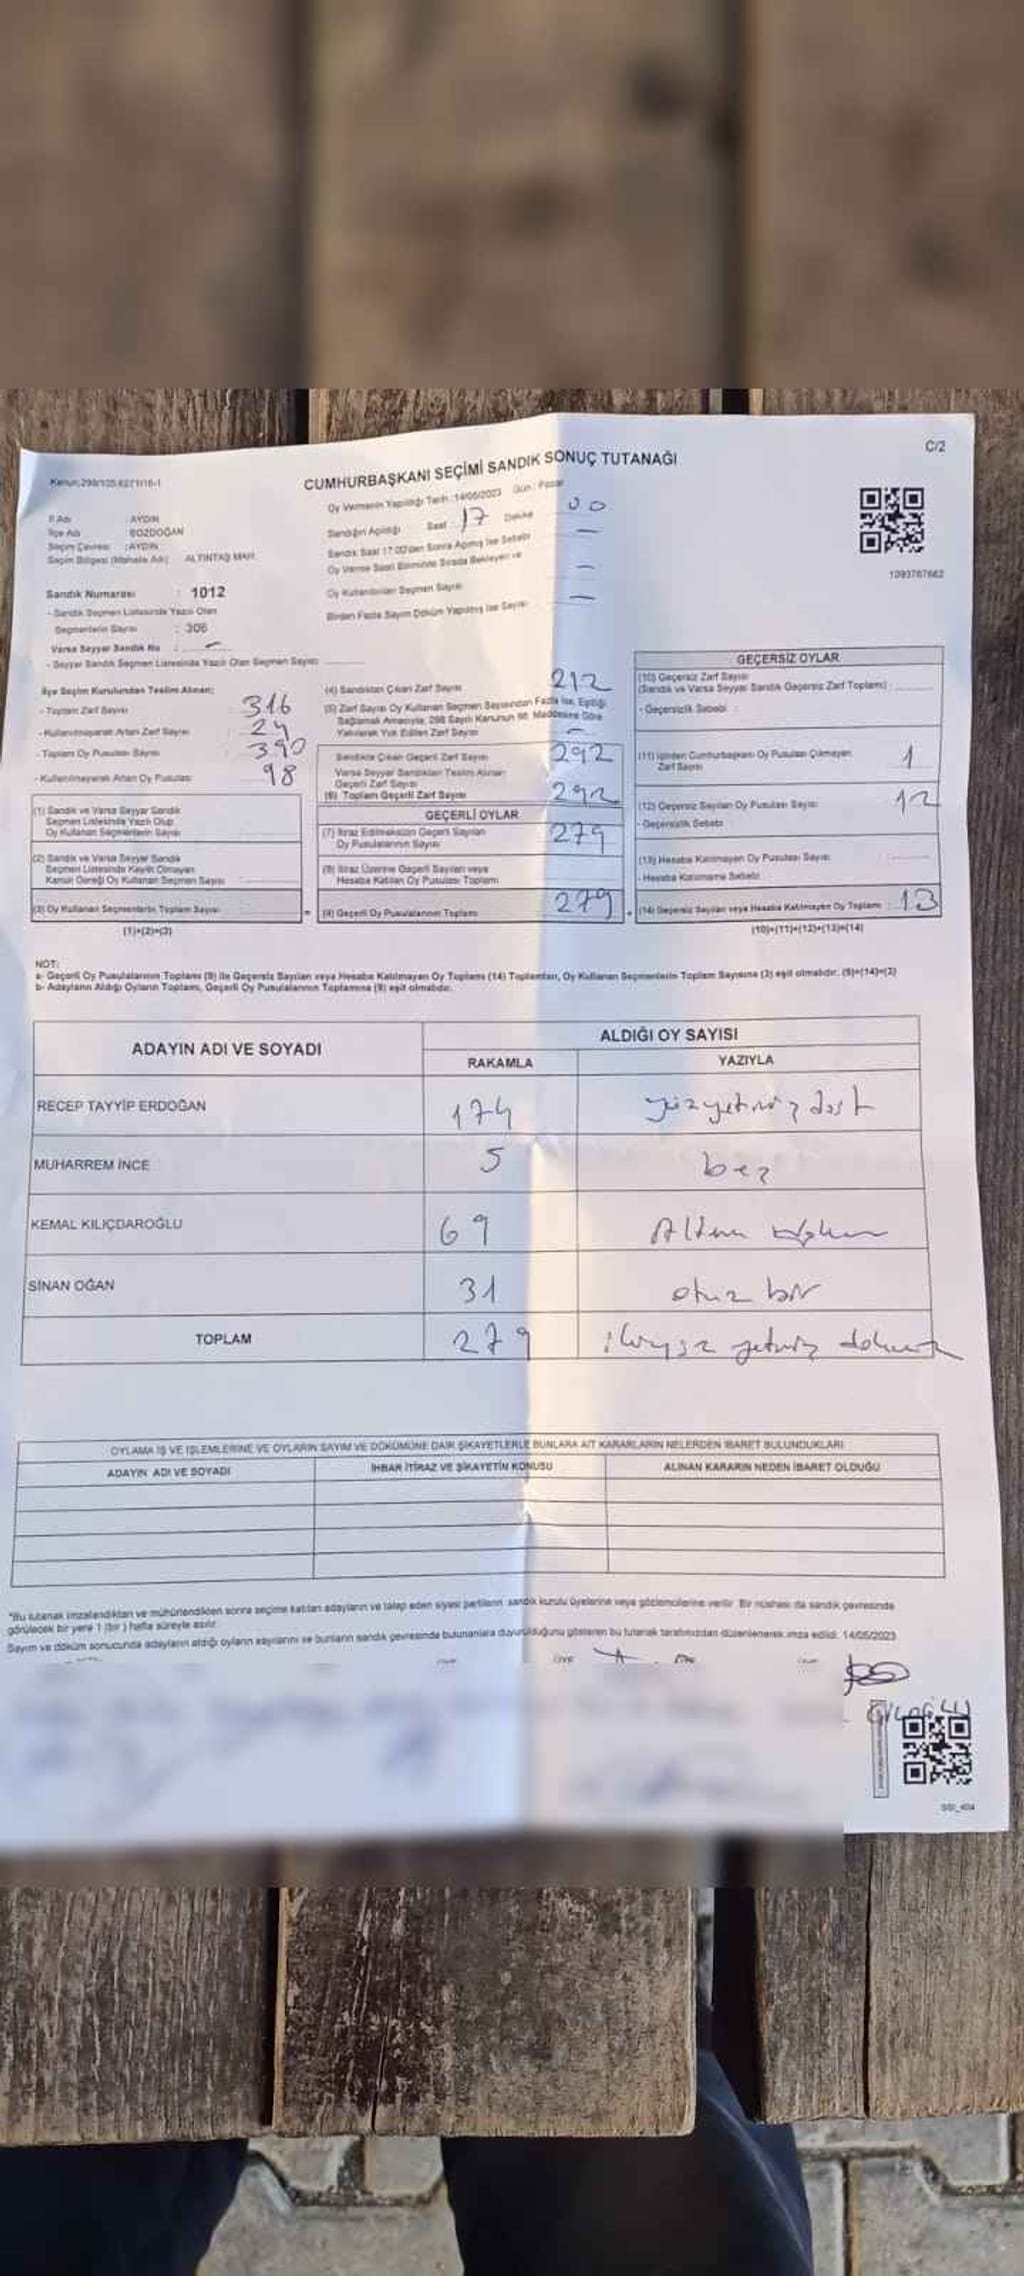 C/2
Kanun:298/105 6271/16-1
CUMHURBAŞKANI SEÇİMİ SANDIK SONUÇ TUTANAĞI
İl Adı : AYDIN
İlçe Adı : BOZDOĞAN
Seçim Çevresi : AYDIN
Seçim Bölgesi (Mahalle Adı) : ALTINTAŞ MAH.
Oy Vermenin Yapıldığı Tarih : 14/05/2023 Gün : Pazar
Sandığın Açıldığı Saat 17 Dakika 00
Sandık Saat 17.00'den Sonra Açılmış İse Sebebi —
Oy Verme Saati Bitiminde Sırada Bekleyen ve
Oy Kullandırılan Seçmen Sayısı —
Birden Fazla Sayım Döküm Yapılmış İse Sayısı —
1093767662
Sandık Numarası : 1012
- Sandık Seçmen Listesinde Yazılı Olan
Seçmenlerin Sayısı : 306
Varsa Seyyar Sandık No : —
- Seyyar Sandık Seçmen Listesinde Yazılı Olan Seçmen Sayısı
İlçe Seçim Kurulundan Teslim Alınan;
- Toplam Zarf Sayısı 316
- Kullanılmayarak Artan Zarf Sayısı 24
- Toplam Oy Pusulası Sayısı 390
- Kullanılmayarak Artan Oy Pusulası 98
(1) Sandık ve Varsa Seyyar Sandık
Seçmen Listesinde Yazılı Olup
Oy Kullanan Seçmenlerin Sayısı
(2) Sandık ve Varsa Seyyar Sandık
Seçmen Listesinde Kayıtlı Olmayan
Kanun Gereği Oy Kullanan Seçmen Sayısı
(3) Oy Kullanan Seçmenlerin Toplam Sayısı
(1)+(2)=(3)
(4) Sandıktan Çıkan Zarf Sayısı 212
(5) Zarf Sayısı Oy Kullanan Seçmen Sayısından Fazla İse, Eşitliği
Sağlamak Amacıyla, 298 Sayılı Kanunun 98. Maddesine Göre
Yakılarak Yok Edilen Zarf Sayısı —
Sandıkta Çıkan Geçerli Zarf Sayısı 292
Varsa Seyyar Sandıktan Teslim Alınan
Geçerli Zarf Sayısı
(6) Toplam Geçerli Zarf Sayısı 292
GEÇERLİ OYLAR
(7) İtiraz Edilmeksizin Geçerli Sayılan
Oy Pusulalarının Sayısı 279
(8) İtiraz Üzerine Geçerli Sayılan veya
Hesaba Katılan Oy Pusulası Toplamı
(9) Geçerli Oy Pusulalarının Toplamı 279
GEÇERSİZ OYLAR
(10) Geçersiz Zarf Sayısı
(Sandık ve Varsa Seyyar Sandık Geçersiz Zarf Toplamı)
- Geçersizlik Sebebi :
(11) İçinden Cumhurbaşkanı Oy Pusulası Çıkmayan
Zarf Sayısı 1
(12) Geçersiz Sayılan Oy Pusulası Sayısı 12
- Geçersizlik Sebebi
(13) Hesaba Katılmayan Oy Pusulası Sayısı
- Hesaba Katılmama Sebebi
(14) Geçersiz Sayılan veya Hesaba Katılmayan Oy Toplamı : 13
(10)+(11)+(12)+(13)=(14)
NOT:
a- Geçerli Oy Pusulalarının Toplamı (9) ile Geçersiz Sayılan veya Hesaba Katılmayan Oy Toplamı (14) Toplamları, Oy Kullanan Seçmenlerin Toplam Sayısına (3) eşit olmalıdır. (9)+(14)=(3)
b- Adayların Aldığı Oyların Toplamı, Geçerli Oy Pusulalarının Toplamına (9) eşit olmalıdır.
ADAYIN ADI VE SOYADI
ALDIĞI OY SAYISI
RAKAMLA YAZIYLA
RECEP TAYYİP ERDOĞAN 174 yüzyetmiş dört
MUHARREM İNCE 5 beş
KEMAL KILIÇDAROĞLU 69 Altmış dokuz
SİNAN OĞAN 31 otuz bir
TOPLAM 279 ikiyüz yetmiş dokuz
OYLAMA İŞ VE İŞLEMLERİNE VE OYLARIN SAYIM VE DÖKÜMÜNE DAİR ŞİKAYETLERLE BUNLARA AİT KARARLARIN NELERDEN İBARET BULUNDUKLARI
ADAYIN ADI VE SOYADI İHBAR İTİRAZ VE ŞİKAYETİN KONUSU ALINAN KARARIN NEDEN İBARET OLDUĞU
*Bu tutanak imzalandıktan ve mühürlendikten sonra seçime katılan adayların ve talep eden siyasi partilerin sandık kurulu üyelerine veya gözlemcilerine verilir. Bir nüshası da sandık çevresinde
görülecek bir yere 1 (bir) hafta süreyle asılır.
Sayım ve döküm sonucunda adayların aldığı oyların sayılarını ve bunların sandık çevresinde bulunanlara duyurulduğunu gösteren bu tutanak tarafımızdan düzenlenerek imza edildi. 14/05/2023